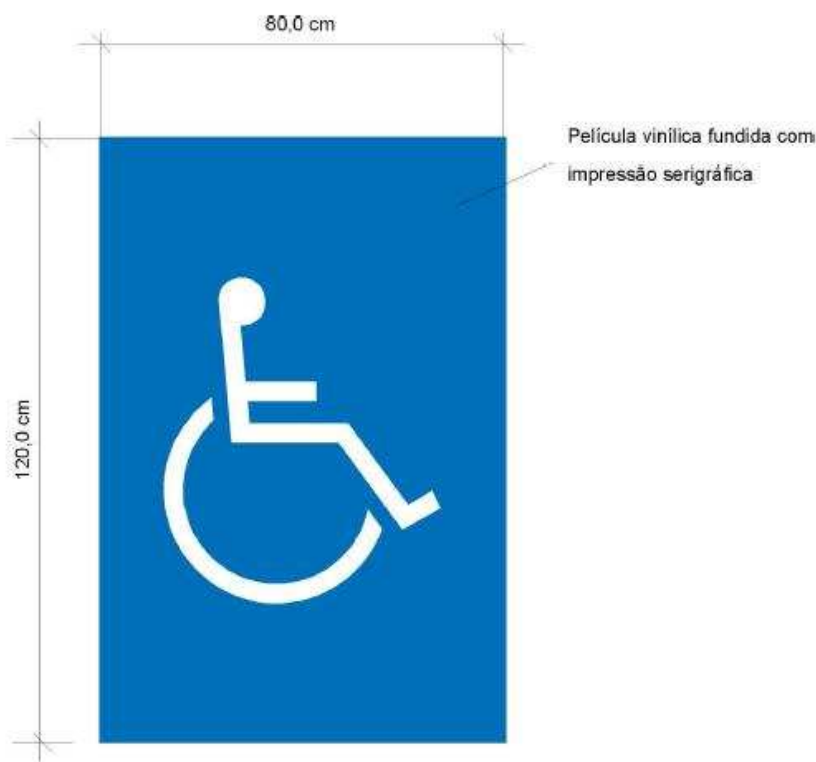 80,0 cm
Película vinílica fundida com
impressão serigráfica
120,0 cm